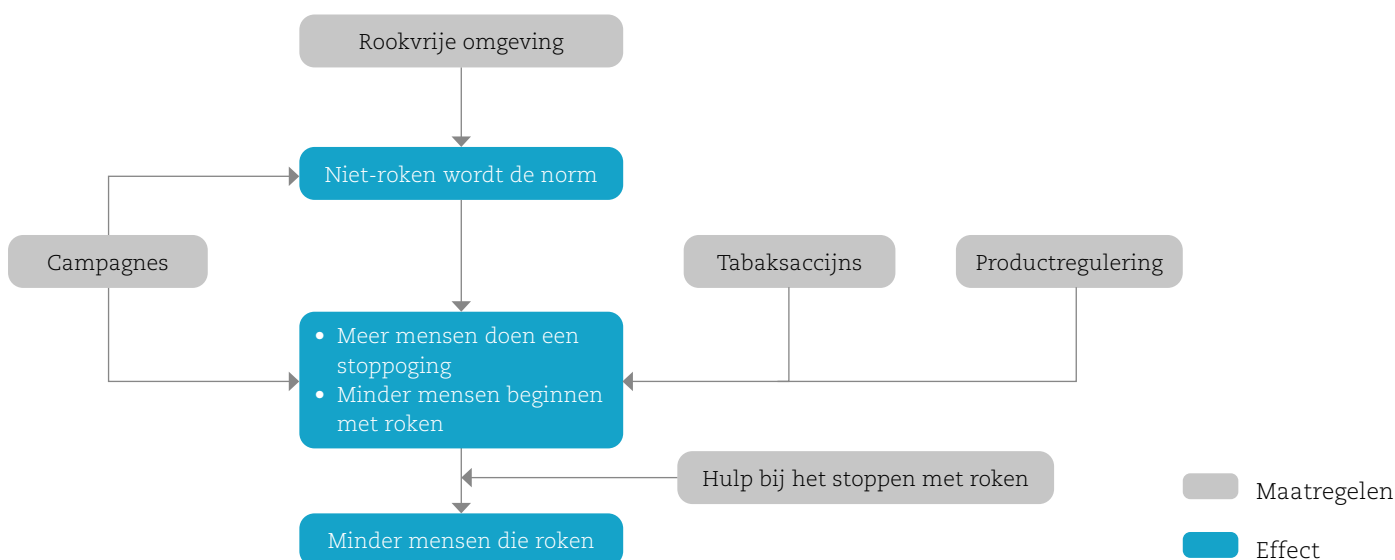 Rookvrije omgeving
Niet-roken wordt de norm
Campagnes
Tabaksaccijns
Productregulering
• Meer mensen doen een
stoppoging
• Minder mensen beginnen
met roken
Hulp bij het stoppen met roken
Maatregelen
Minder mensen die roken
Effect